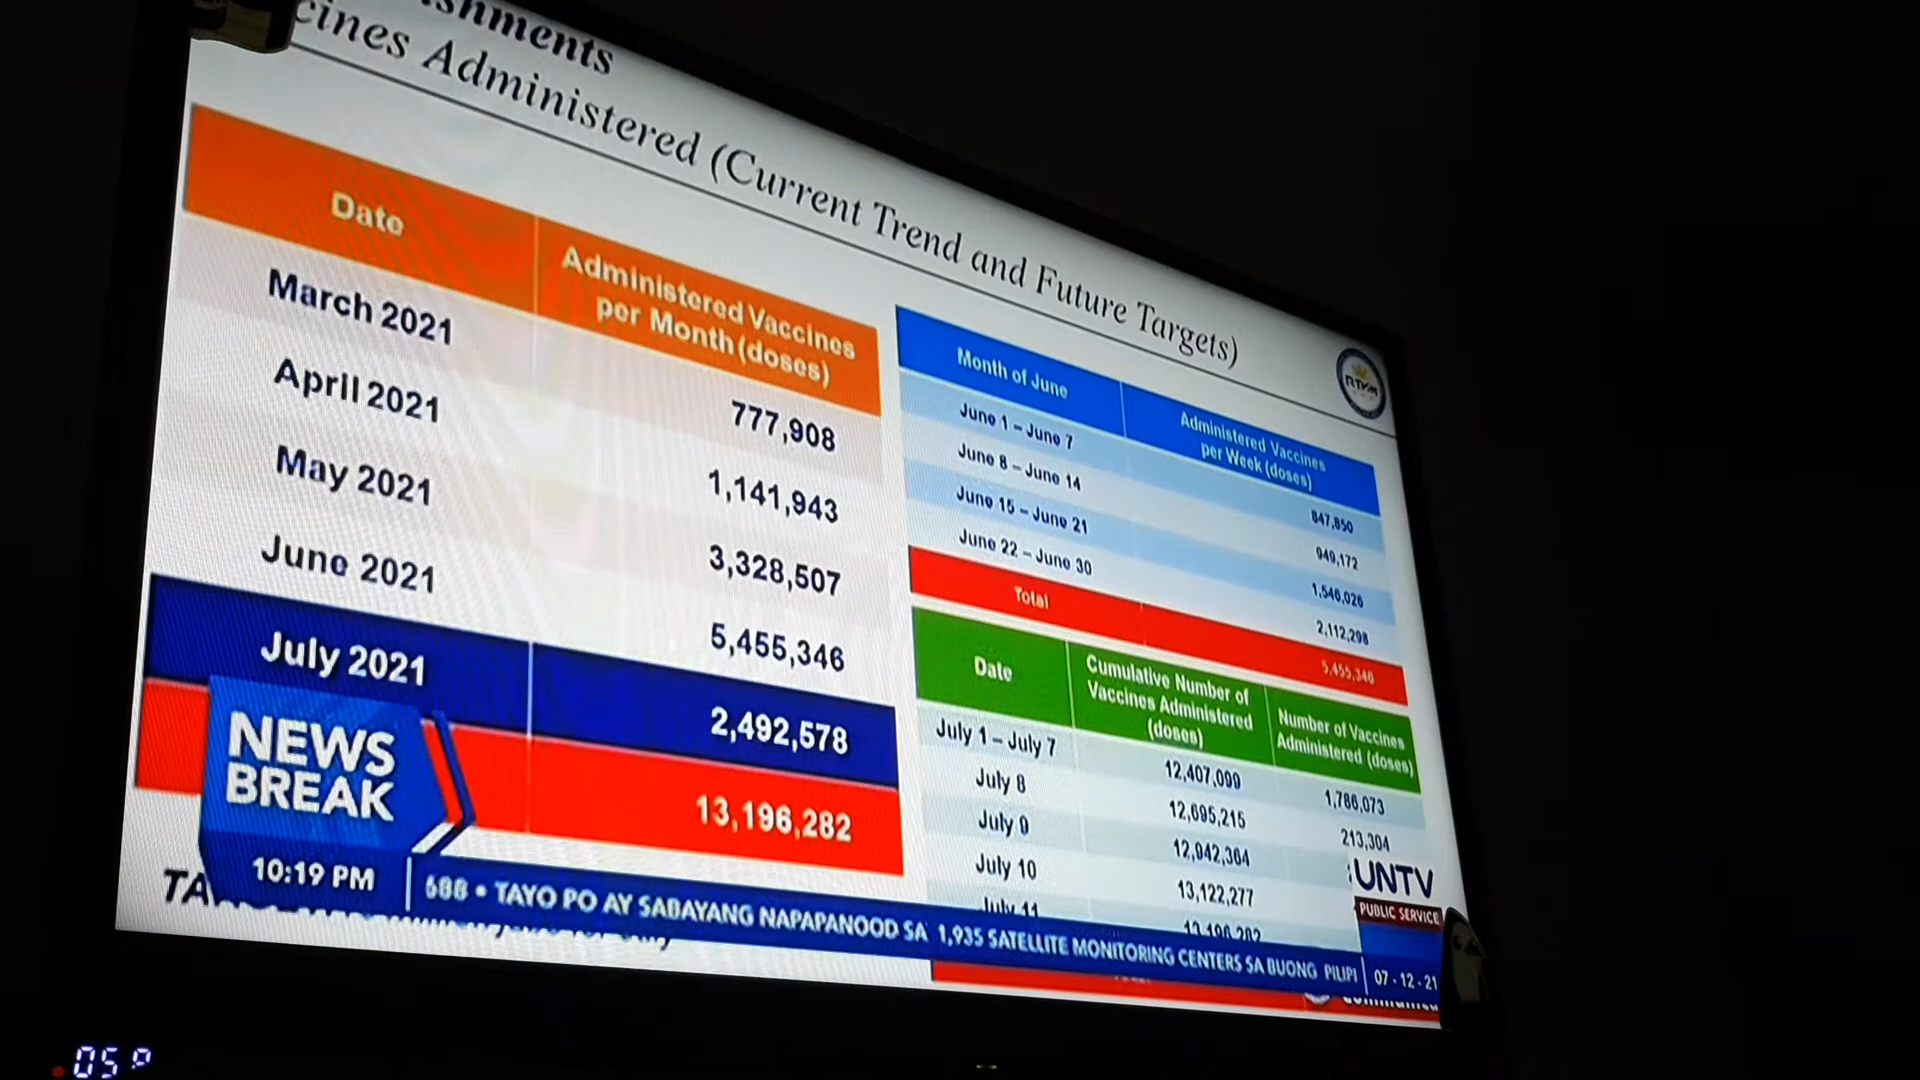 Administered (Current Trend and Future Targets)
Date
Administered Vaccines
per Month (doses)
March 2021
777,908
April 2021
1,141,943
May 2021
3,328,507
June 2021
5,455,346
July 2021
2,492,578
13,196,282
RTVM
Month of June
Administered Vaccines
per Week (doses)
June 1 – June 7
847,850
June 8 – June 14
949,172
June 15 – June 21
1,546,026
June 22 – June 30
2,112,298
Total
5,455,346
Date
Cumulative Number of
Vaccines Administered
(doses)
Number of Vaccines
Administered (doses)
July 1 – July 7
12,407,099
1,786,073
July 8
12,695,215
213,304
July 9
12,942,364
July 10
13,122,277
July 11
13,196,282
NEWS
BREAK
UNTV
PUBLIC SERVICE
10:19 PM
688 • TAYO PO AY SABAYANG NAPAPANOOD SA 1,935 SATELLITE MONITORING CENTERS SA BUONG PILIPI
07-12-21